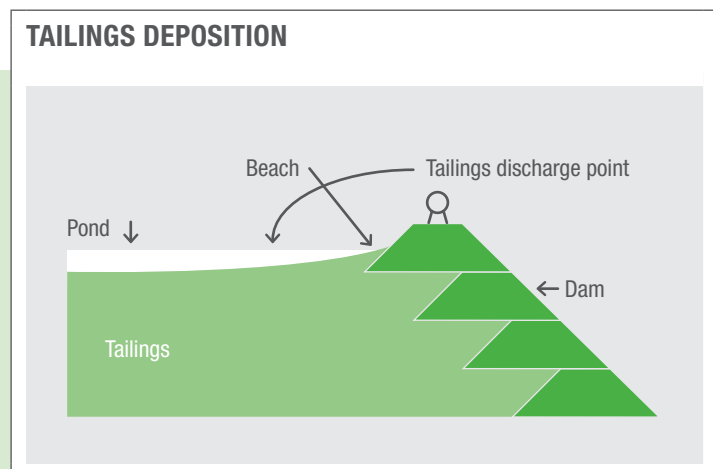 TAILINGS DEPOSITION
Beach
Tailings discharge point
Pond
Dam
Tailings